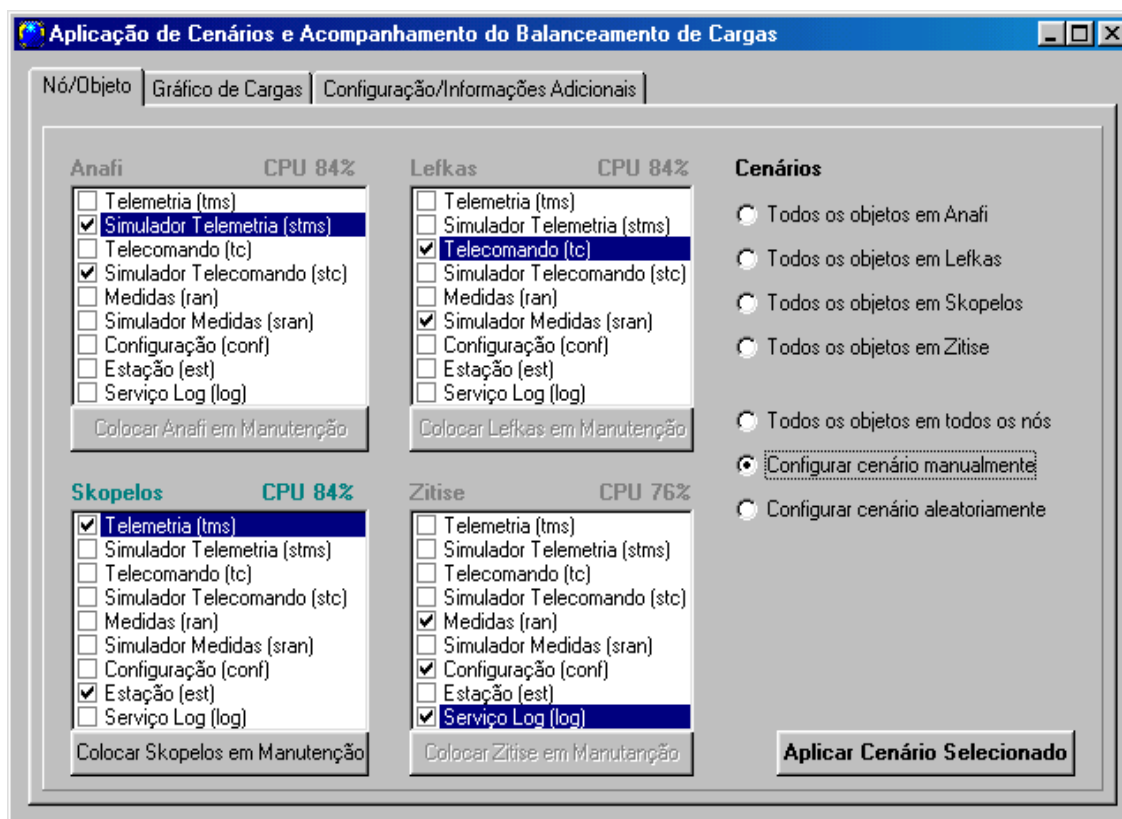 Aplicação de Cenários e Acompanhamento do Balanceamento de Cargas
Nó/Objeto
Gráfico de Cargas
Configuração/Informações Adicionais
Anafi CPU 84%
Telemetria (tms)
Simulador Telemetria (stms)
Telecomando (tc)
Simulador Telecomando (stc)
Medidas (ran)
Simulador Medidas (sran)
Configuração (conf)
Estação (est)
Serviço Log (log)
Colocar Anafi em Manutenção
Lefkas CPU 84%
Telemetria (tms)
Simulador Telemetria (stms)
Telecomando (tc)
Simulador Telecomando (stc)
Medidas (ran)
Simulador Medidas (sran)
Configuração (conf)
Estação (est)
Serviço Log (log)
Colocar Lefkas em Manutenção
Skopelos CPU 84%
Telemetria (tms)
Simulador Telemetria (stms)
Telecomando (tc)
Simulador Telecomando (stc)
Medidas (ran)
Simulador Medidas (sran)
Configuração (conf)
Estação (est)
Serviço Log (log)
Colocar Skopelos em Manutenção
Zitise CPU 76%
Telemetria (tms)
Simulador Telemetria (stms)
Telecomando (tc)
Simulador Telecomando (stc)
Medidas (ran)
Simulador Medidas (sran)
Configuração (conf)
Estação (est)
Serviço Log (log)
Colocar Zitise em Manutanção
Cenários
Todos os objetos em Anafi
Todos os objetos em Lefkas
Todos os objetos em Skopelos
Todos os objetos em Zitise
Todos os objetos em todos os nós
Configurar cenário manualmente
Configurar cenário aleatoriamente
Aplicar Cenário Selecionado